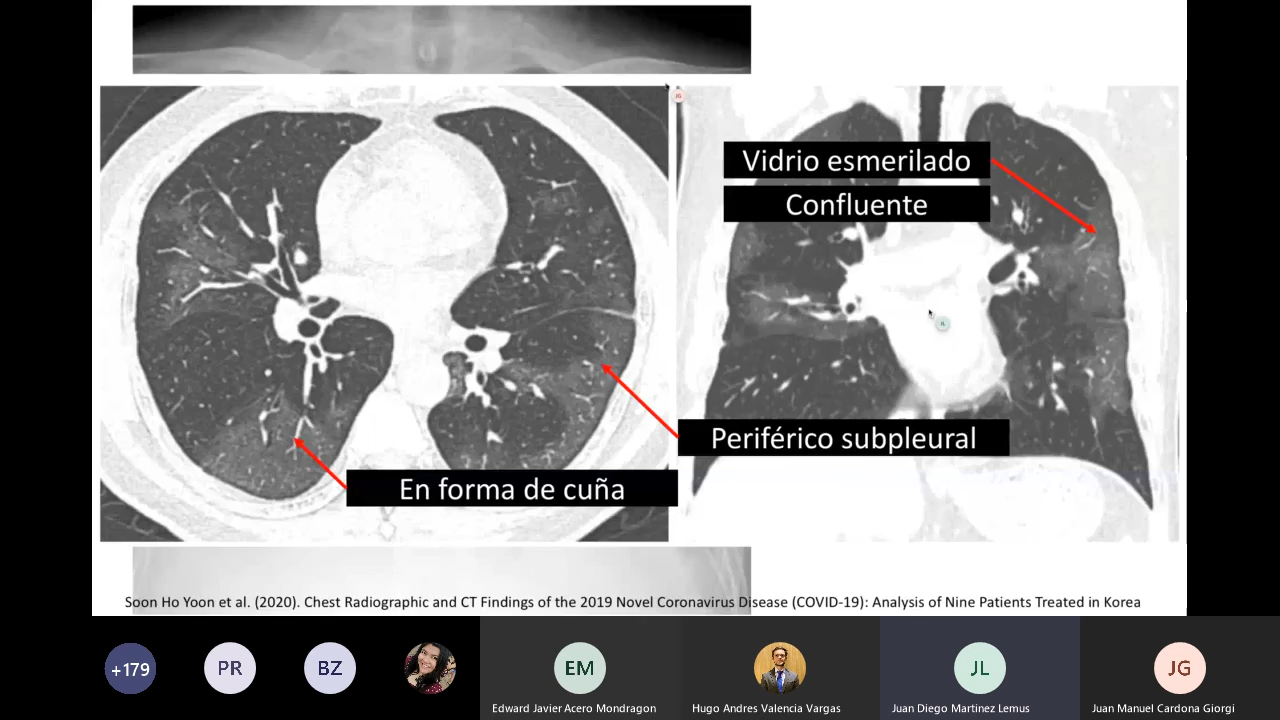 JG
Vidrio esmerilado
Confluente
JL
Periférico subpleural
En forma de cuña
Soon Ho Yoon et al. (2020). Chest Radiographic and CT Findings of the 2019 Novel Coronavirus Disease (COVID-19): Analysis of Nine Patients Treated in Korea
+179
PR
BZ
EM
JL
JG
Edward Javier Acero Mondragon
Hugo Andres Valencia Vargas
Juan Diego Martinez Lemus
Juan Manuel Cardona Giorgi